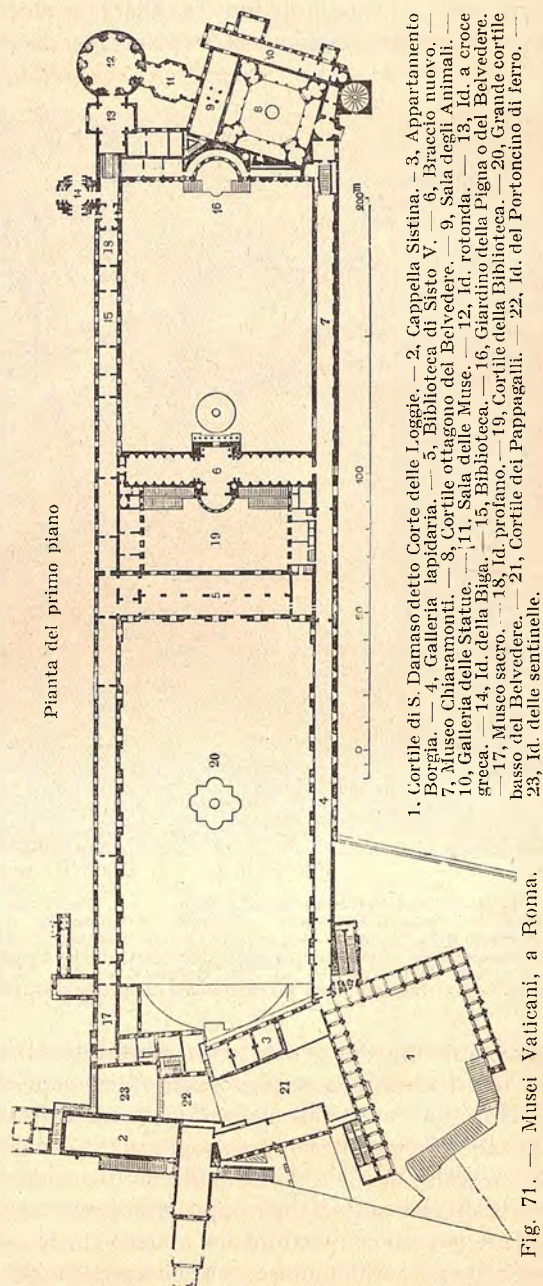 Pianta del primo piano
13
12
11
10
9
8
14
18
16
15
7
200m
6
100
19
5
50
20
0
4
17
23
22
3
21
2
1
1. Cortile di S. Damaso detto Corte delle Loggie. — 2, Cappella Sistina. — 3, Appartamento
Borgia. — 4, Galleria lapidaria. — 5, Biblioteca di Sisto V. — 6, Braccio nuovo. —
7, Museo Chiaramonti. — 8, Cortile ottagono del Belvedere. — 9, Sala degli Animali. —
10, Galleria delle Statue. — 11, Sala delle Muse. — 12, Id. rotonda. — 13, Id. a croce
greca. — 14, Id. della Biga. — 15, Biblioteca. — 16, Giardino della Pigna o del Belvedere.
— 17, Museo sacro. — 18, Id. profano. — 19, Cortile della Biblioteca. — 20, Grande cortile
basso del Belvedere. — 21, Cortile dei Pappagalli. — 22, Id. del Portoncino di ferro. —
23, Id. delle sentinelle.
Fig. 71. — Musei Vaticani, a Roma.